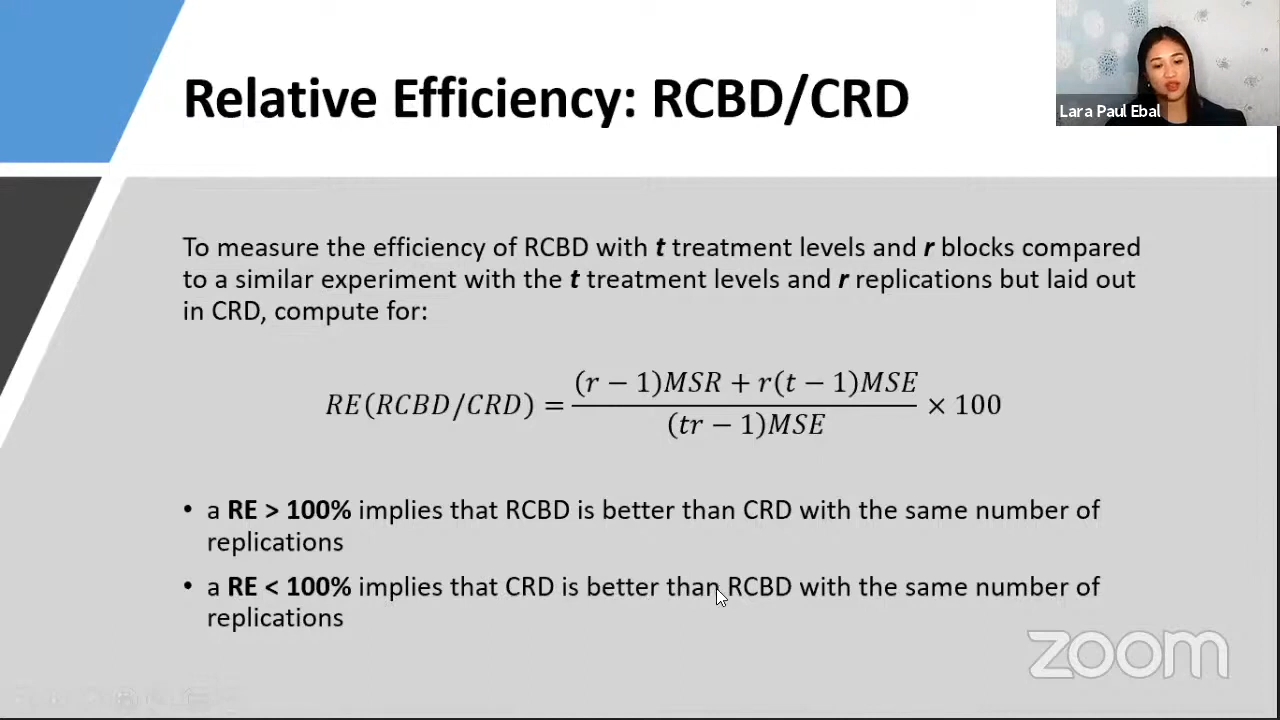 Relative Efficiency: RCBD/CRD
Lara Paul Ebal
To measure the efficiency of RCBD with t treatment levels and r blocks compared
to a similar experiment with the t treatment levels and r replications but laid out
in CRD, compute for:
RE(RCBD/CRD) = \frac{(r − 1)MSR + r(t − 1)MSE}{(tr − 1)MSE} × 100
• a RE > 100% implies that RCBD is better than CRD with the same number of
replications
• a RE < 100% implies that CRD is better than RCBD with the same number of
replications
zoom